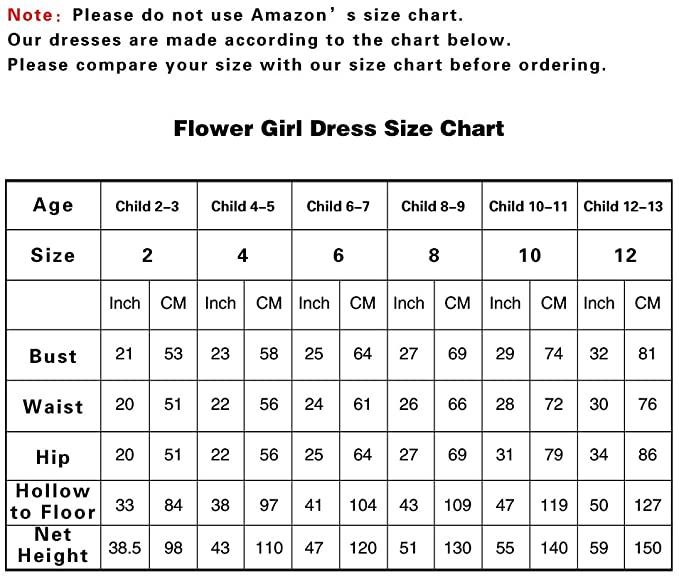 Note: Please do not use Amazon’s size chart.
Our dresses are made according to the chart below.
Please compare your size with our size chart before ordering.
Flower Girl Dress Size Chart
Age Child 2-3 Child 4-5 Child 6-7 Child 8-9 Child 10-11 Child 12-13
Size 2 4 6 8 10 12
Inch CM Inch CM Inch CM Inch CM Inch CM Inch CM
Bust 21 53 23 58 25 64 27 69 29 74 32 81
Waist 20 51 22 56 24 61 26 66 28 72 30 76
Hip 20 51 22 56 25 64 27 69 31 79 34 86
Hollow
to Floor 33 84 38 97 41 104 43 109 47 119 50 127
Net
Height 38.5 98 43 110 47 120 51 130 55 140 59 150